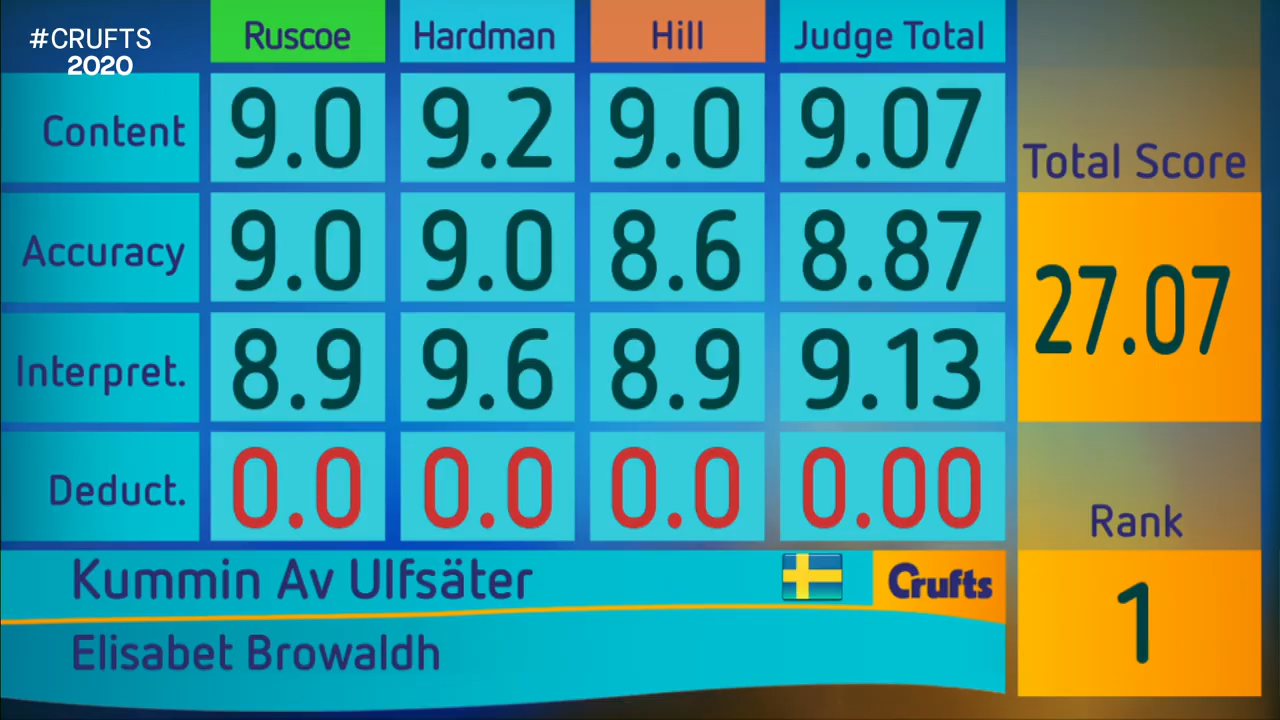 #CRUFTS
2020
Ruscoe Hardman Hill Judge Total
Content 9.0 9.2 9.0 9.07
Total Score
Accuracy 9.0 9.0 8.6 8.87
27.07
Interpret. 8.9 9.6 8.9 9.13
Deduct. 0.0 0.0 0.0 0.00
Rank
1
Kummin Av Ulfsäter
Crufts
Elisabet Browaldh